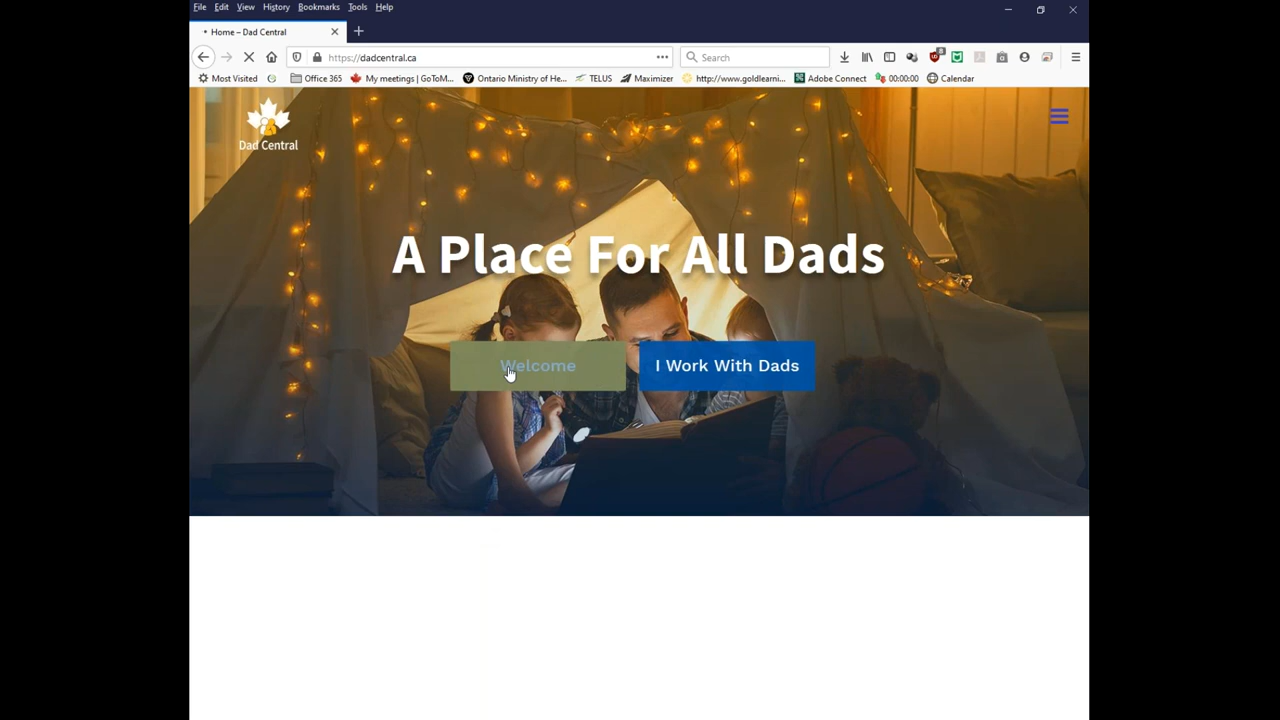 File Edit View History Bookmarks Tools Help
Home – Dad Central
https://dadcentral.ca
Search
8
Most Visited
Office 365
My meetings | GoToM...
Ontario Ministry of He...
TELUS
Maximizer
http://www.goldlearni...
Adobe Connect
00:00:00
Calendar
Dad Central
A Place For All Dads
Welcome
I Work With Dads